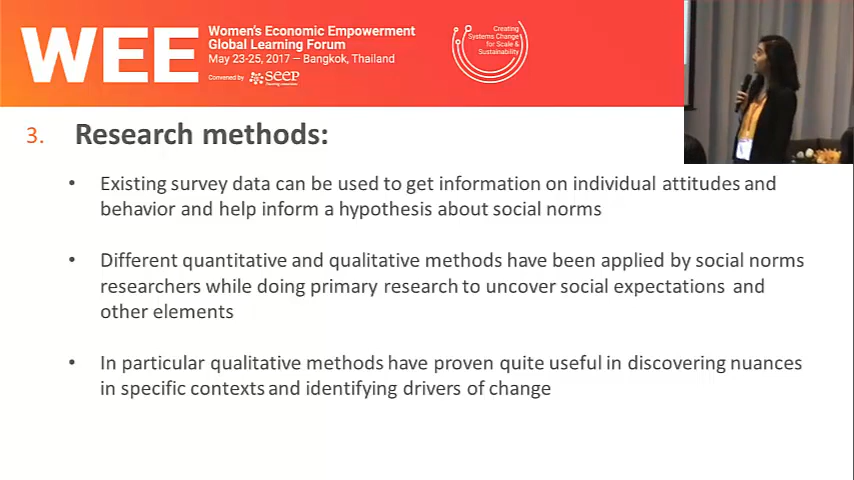 WEE
Women's Economic Empowerment
Global Learning Forum
May 23-25, 2017 – Bangkok, Thailand
Convened by SEEP
Creating
Systems Change
for Scale &
Sustainability
3. Research methods:
• Existing survey data can be used to get information on individual attitudes and
behavior and help inform a hypothesis about social norms
• Different quantitative and qualitative methods have been applied by social norms
researchers while doing primary research to uncover social expectations and
other elements
• In particular qualitative methods have proven quite useful in discovering nuances
in specific contexts and identifying drivers of change